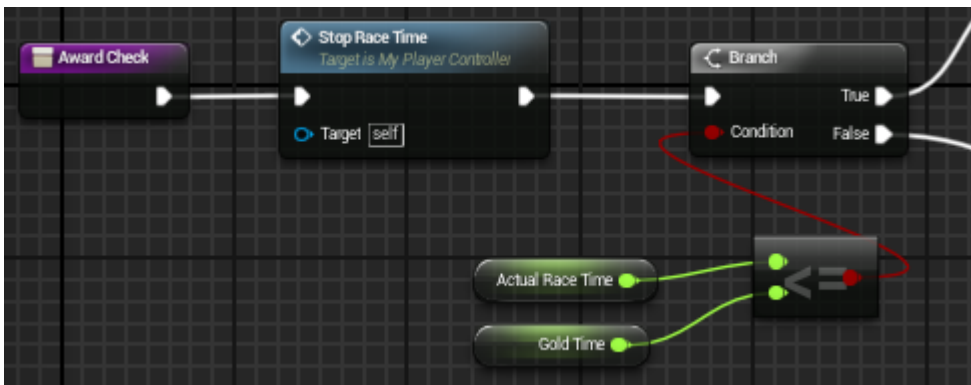 Award Check
Stop Race Time
Target is My Player Controller
Target self
Branch
True
Condition False
Actual Race Time
<=
Gold Time